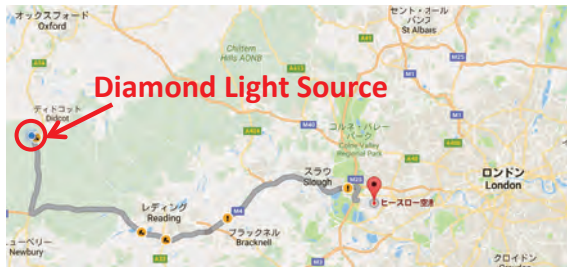 オックスフォード
Oxford
セント・オール
バンス
St Albans
A41
M1
M25
Chiltern
Hills AONB
Diamond Light Source
ディドコット
Didcot
A404
M40
コルネ・バレー
パーク
Colne Valley
Regional Park
スラウ
Slough
M25
ロンドン
London
ヒースロー空港
レディング
Reading
M4
ブラックネル
Bracknell
ューベリー
Newbury
クロイドン